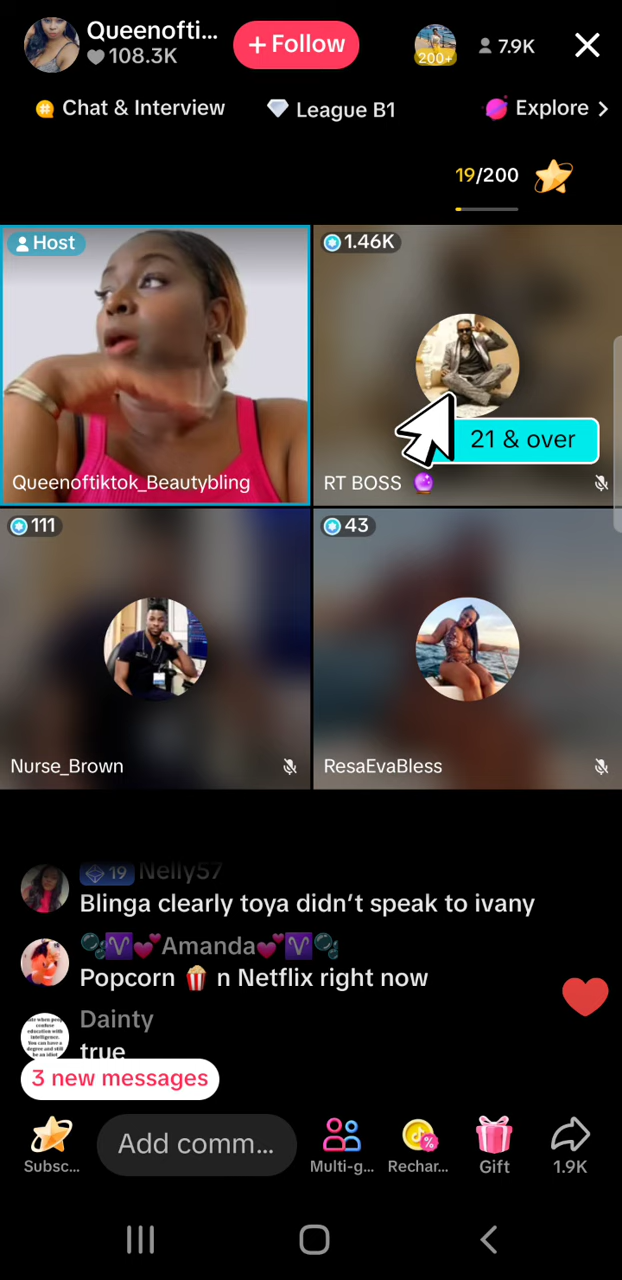 Queenofti...
108.3K
+ Follow
200+
7.9K
Chat & Interview
League B1
Explore >
19/200
Host
1.46K
21 & over
Queenoftiktok_Beautybling
RT BOSS
111
43
Nurse_Brown
ResaEvaBless
19 Nelly57
Blinga clearly toya didn’t speak to ivany
🫧♈💕Amanda💕♈🫧
Popcorn 🍿 n Netflix right now
Dainty
true
3 new messages
Add comm...
Subsc...
Multi-g...
Rechar...
Gift
1.9K